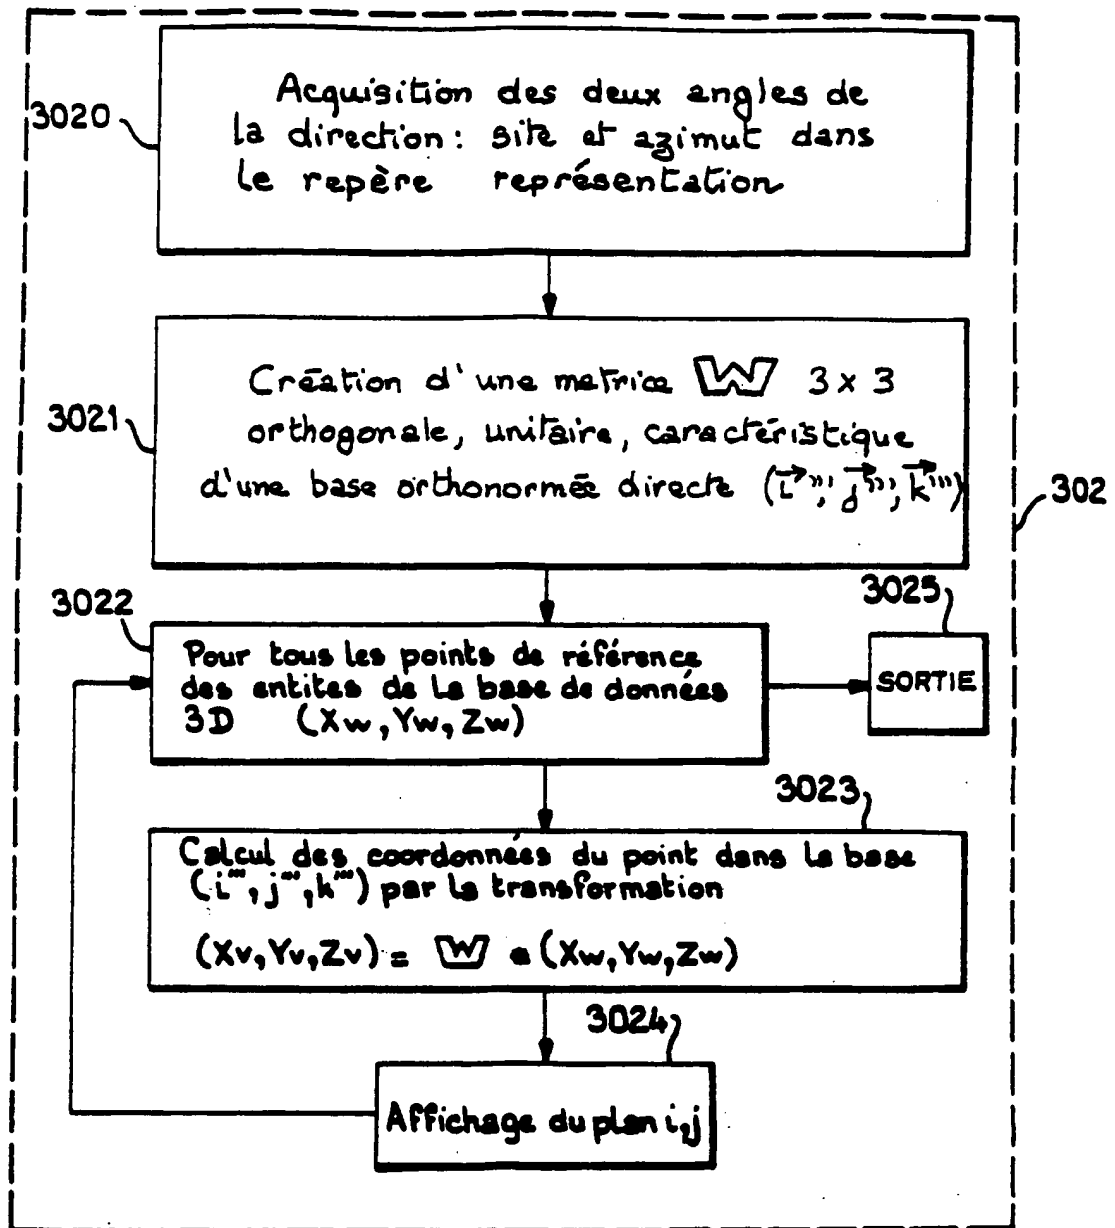 Acquisition des deux angles de
la direction: site et azimut dans
le repère représentation
3020
Création d'une matrice W 3 x 3
orthogonale, unitaire, caractéristique
d'une base orthonormée directe (i''', j''', k''')
3021
302
3022
Pour tous les points de référence
des entites de la base de données
3D (Xw, Yw, Zw)
3025
SORTIE
3023
Calcul des coordonnées du point dans la base
(i''', j''', k''') par la transformation
(Xv, Yv, Zv) = W • (Xw, Yw, Zw)
3024
Affichage du plan i,j